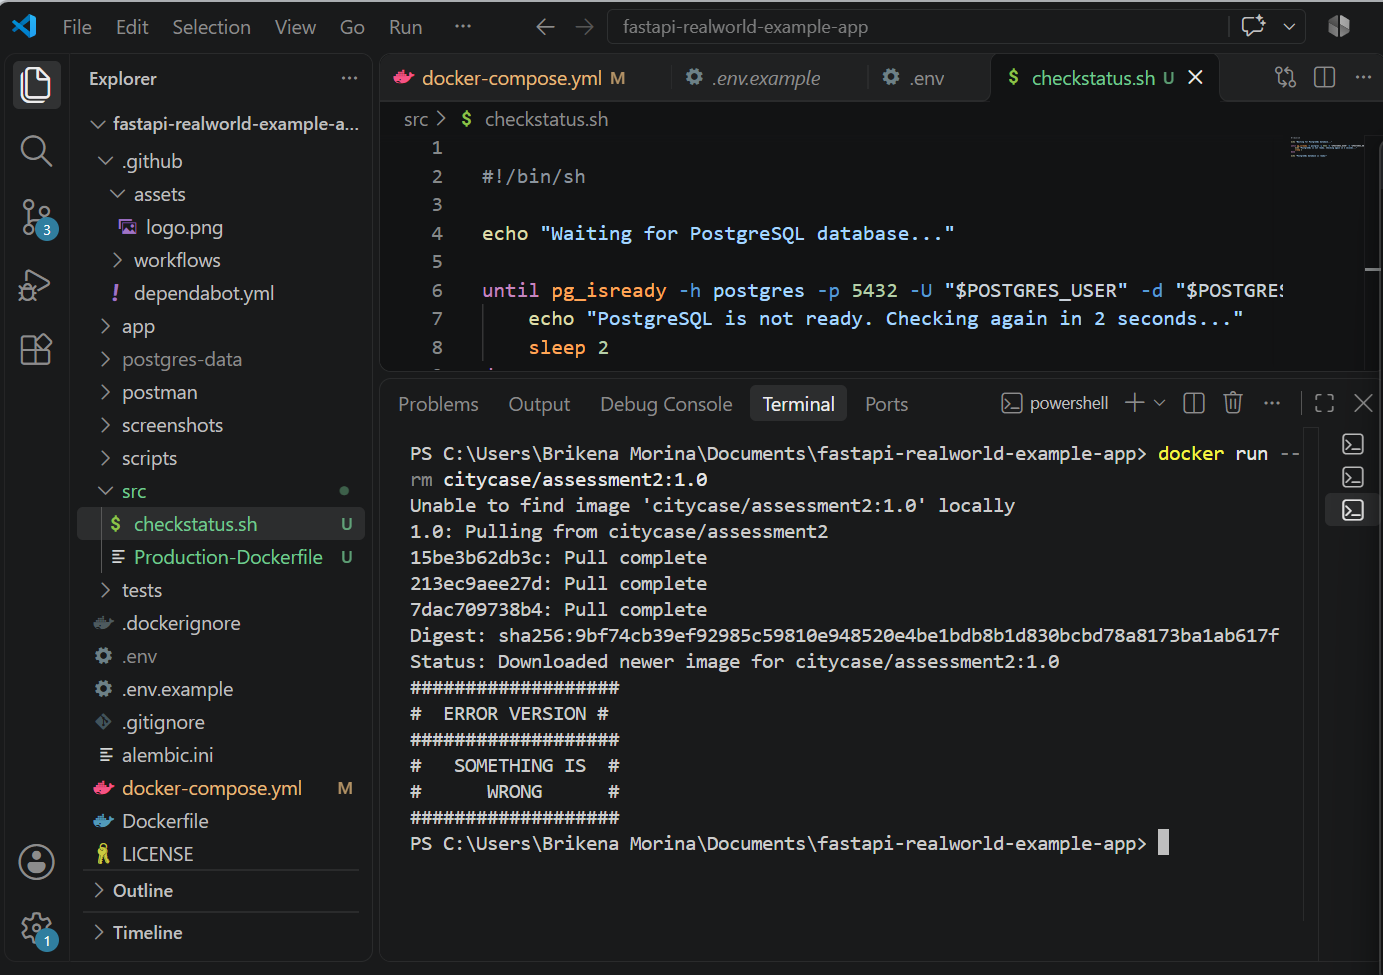 File Edit Selection View Go Run ···
fastapi-realworld-example-app
Explorer ···
fastapi-realworld-example-a...
.github
assets
logo.png
workflows
! dependabot.yml
app
postgres-data
postman
screenshots
scripts
src
$ checkstatus.sh U
Production-Dockerfile U
tests
.dockerignore
.env
.env.example
.gitignore
alembic.ini
docker-compose.yml M
Dockerfile
LICENSE
Outline
Timeline
3
1
docker-compose.yml M .env.example .env $ checkstatus.sh U
src > $ checkstatus.sh
1
2 #!/bin/sh
3
4 echo "Waiting for PostgreSQL database..."
5
6 until pg_isready -h postgres -p 5432 -U "$POSTGRES_USER" -d "$POSTGRES
7 echo "PostgreSQL is not ready. Checking again in 2 seconds..."
8 sleep 2
Problems Output Debug Console Terminal Ports powershell
PS C:\Users\Brikena Morina\Documents\fastapi-realworld-example-app> docker run --
rm citycase/assessment2:1.0
Unable to find image 'citycase/assessment2:1.0' locally
1.0: Pulling from citycase/assessment2
15be3b62db3c: Pull complete
213ec9aee27d: Pull complete
7dac709738b4: Pull complete
Digest: sha256:9bf74cb39ef92985c59810e948520e4be1bdb8b1d830bcbd78a8173ba1ab617f
Status: Downloaded newer image for citycase/assessment2:1.0
###################
#  ERROR VERSION #
###################
#   SOMETHING IS  #
#      WRONG      #
###################
PS C:\Users\Brikena Morina\Documents\fastapi-realworld-example-app>